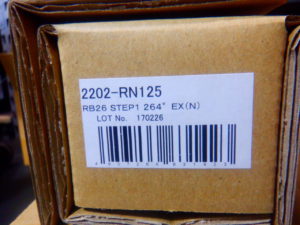 2202-RN125
RB26 STEP1 264° EX(N)
LOT No. 170226